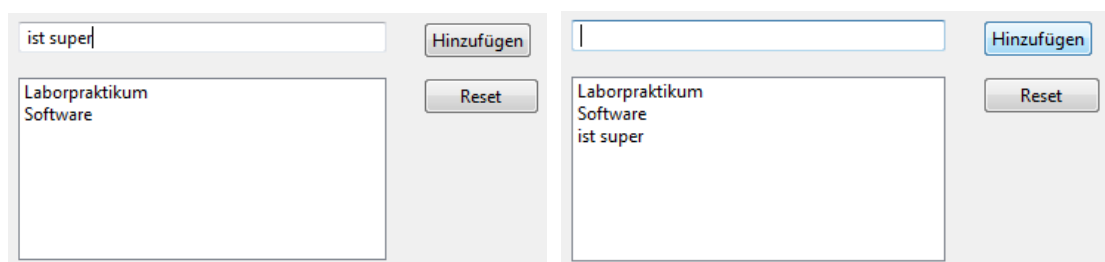 ist super
Hinzufügen
Laborpraktikum
Software
Reset
Hinzufügen
Laborpraktikum
Software
ist super
Reset